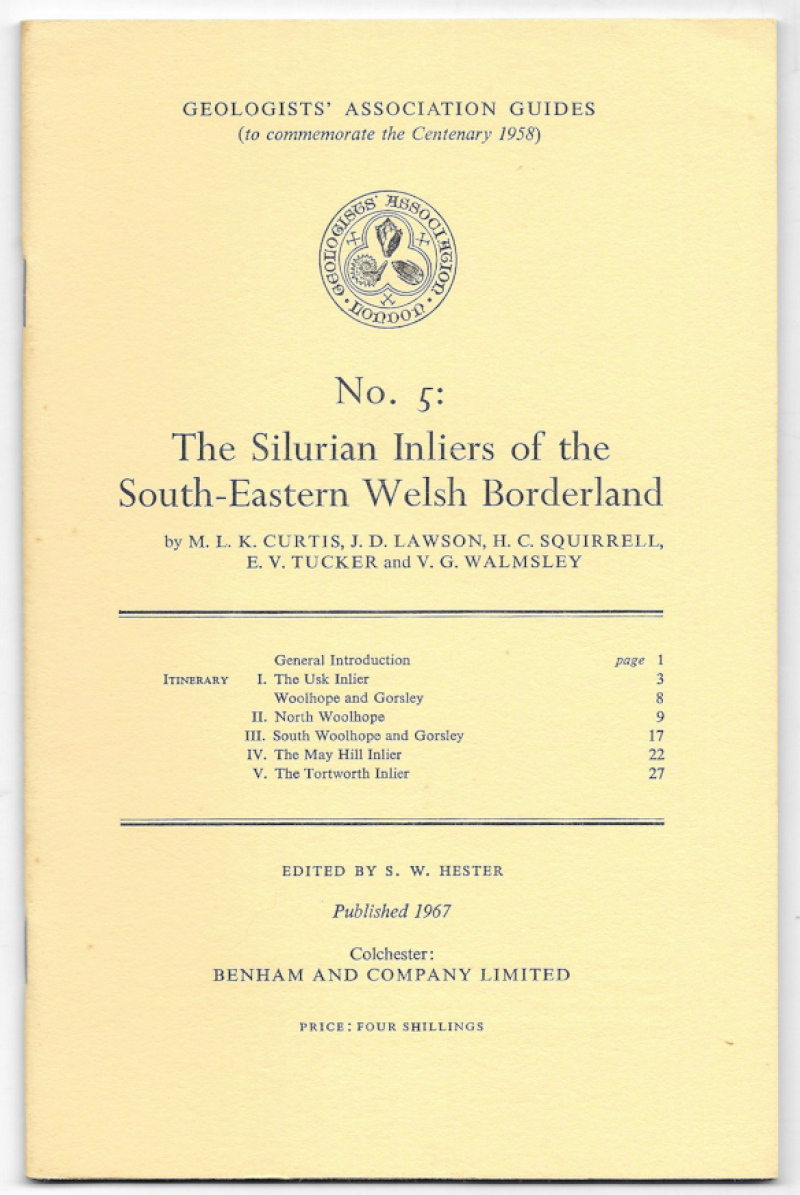 GEOLOGISTS' ASSOCIATION GUIDES
(to commemorate the Centenary 1958)
GEOLOGISTS' ASSOCIATION · LONDON ·
No. 5:
The Silurian Inliers of the
South-Eastern Welsh Borderland
by M. L. K. CURTIS, J. D. LAWSON, H. C. SQUIRRELL,
E. V. TUCKER and V. G. WALMSLEY
General Introduction page 1
ITINERARY I. The Usk Inlier 3
Woolhope and Gorsley 8
II. North Woolhope 9
III. South Woolhope and Gorsley 17
IV. The May Hill Inlier 22
V. The Tortworth Inlier 27
EDITED BY S. W. HESTER
Published 1967
Colchester:
BENHAM AND COMPANY LIMITED
PRICE: FOUR SHILLINGS